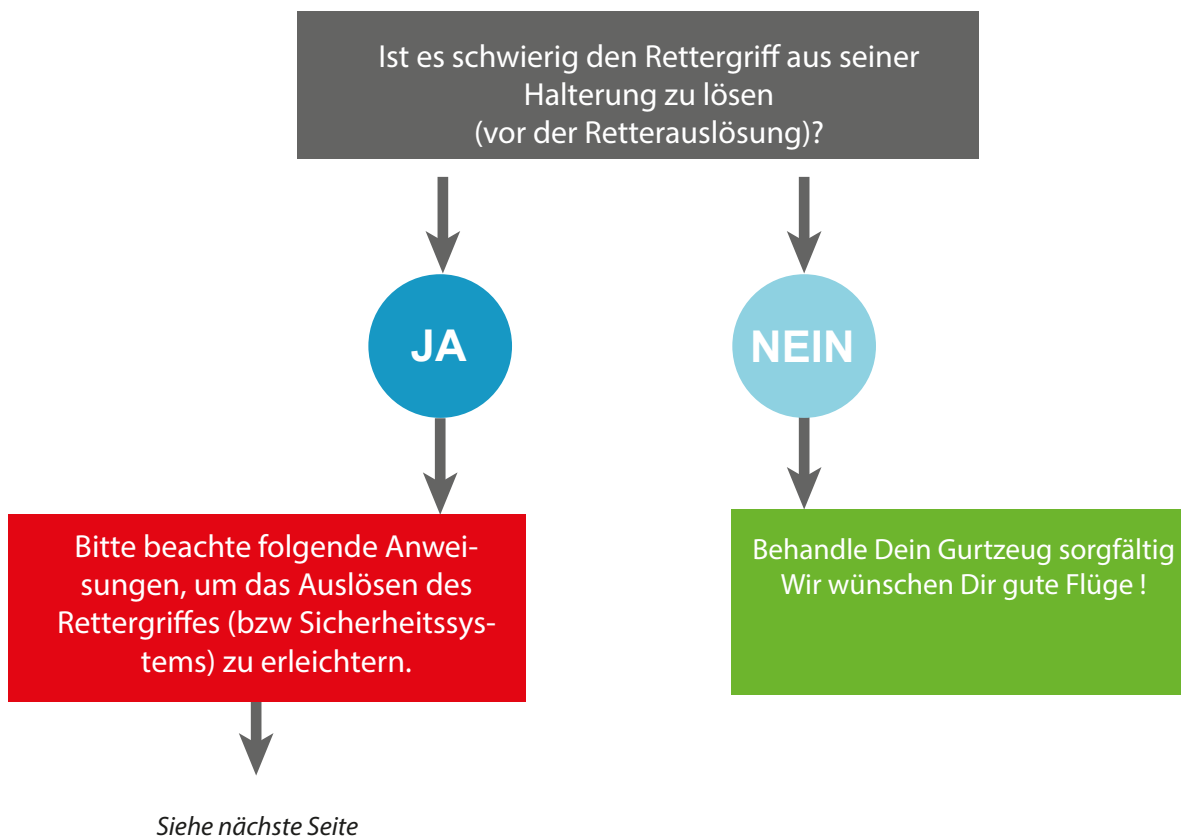 Ist es schwierig den Rettergriff aus seiner
Halterung zu lösen
(vor der Retterauslösung)?
JA
NEIN
Bitte beachte folgende Anwei-
sungen, um das Auslösen des
Rettergriffes (bzw Sicherheitssys-
tems) zu erleichtern.
Behandle Dein Gurtzeug sorgfältig
Wir wünschen Dir gute Flüge !
Siehe nächste Seite